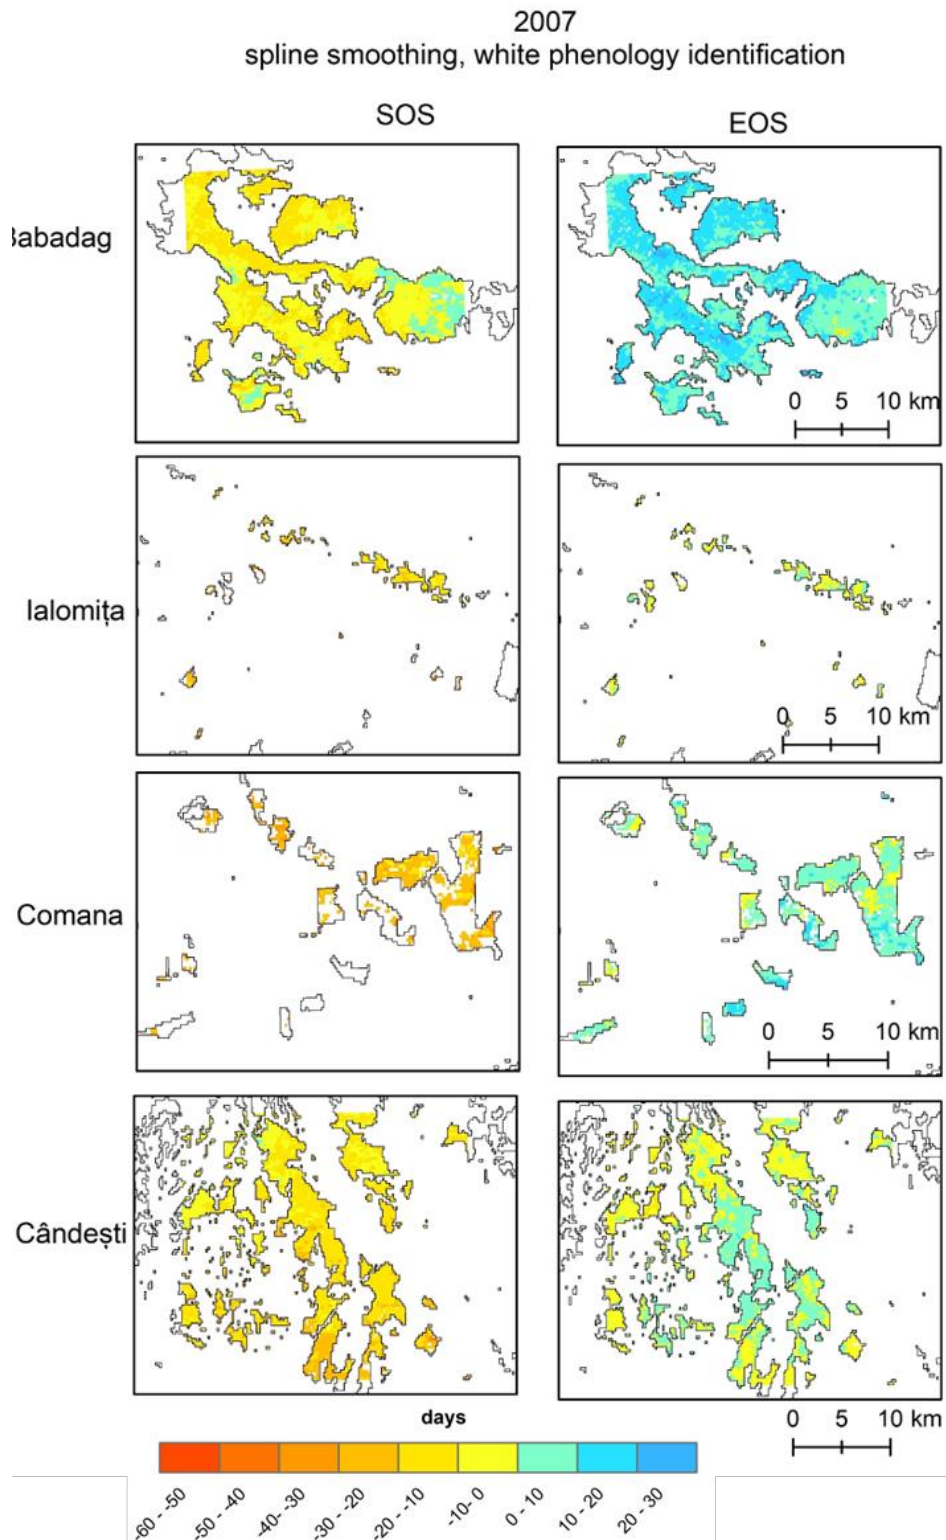 2007
spline smoothing, white phenology identification
SOS
EOS
Babadag
0 5 10 km
Ialomița
0 5 10 km
Comana
0 5 10 km
Cândești
days
0 5 10 km
-60 - -50
-50 - -40
-40--30
-30 - -20
-20 - -10
-10- 0
0 - 10
10 - 20
20 - 30